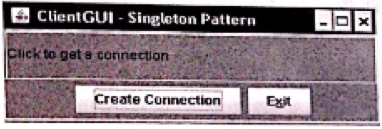 ClientGUI - Singleton Pattern
Click to get a connection
Create Connection Exit